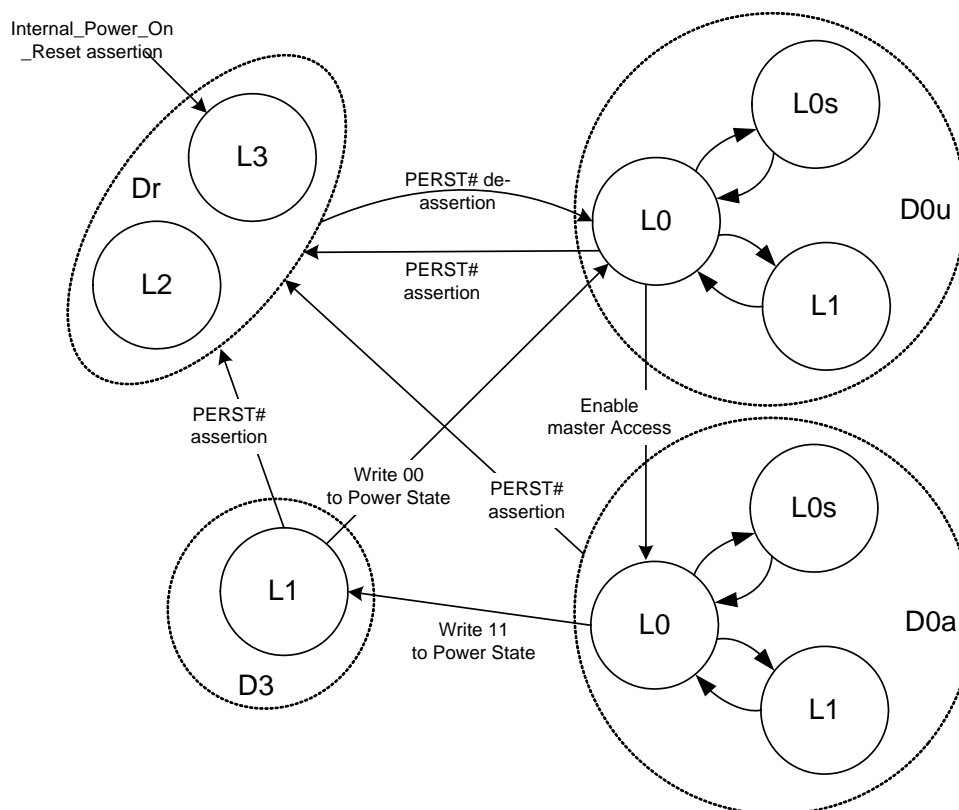 Internal_Power_On
_Reset assertion
L3
Dr
L2
PERST# de-
assertion
PERST#
assertion
L0s
L0
D0u
L1
PERST#
assertion
Write 00
to Power State
PERST#
assertion
Enable
master Access
L0s
L0
D0a
L1
L1
D3
Write 11
to Power State